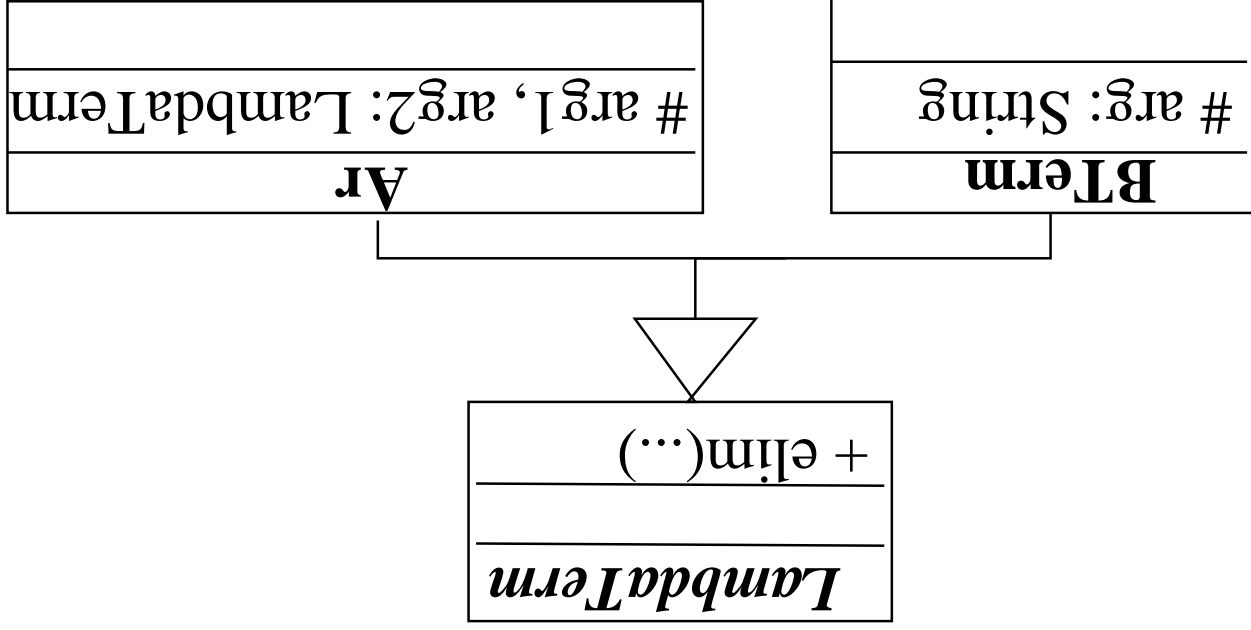 LambdaTerm
+ elim(...)
BTerm
# arg: String
Ar
# arg1, arg2: LambdaTerm